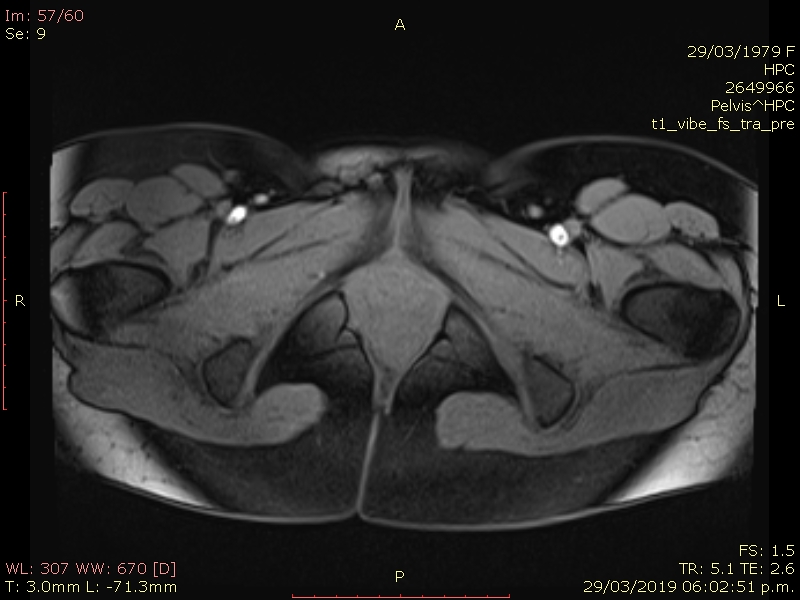 Im: 57/60
Se: 9
A
29/03/1979 F
HPC
2649966
Pelvis^HPC
t1_vibe_fs_tra_pre
R
L
WL: 307 WW: 670 [D]
T: 3.0mm L: -71.3mm
P
FS: 1.5
TR: 5.1 TE: 2.6
29/03/2019 06:02:51 p.m.